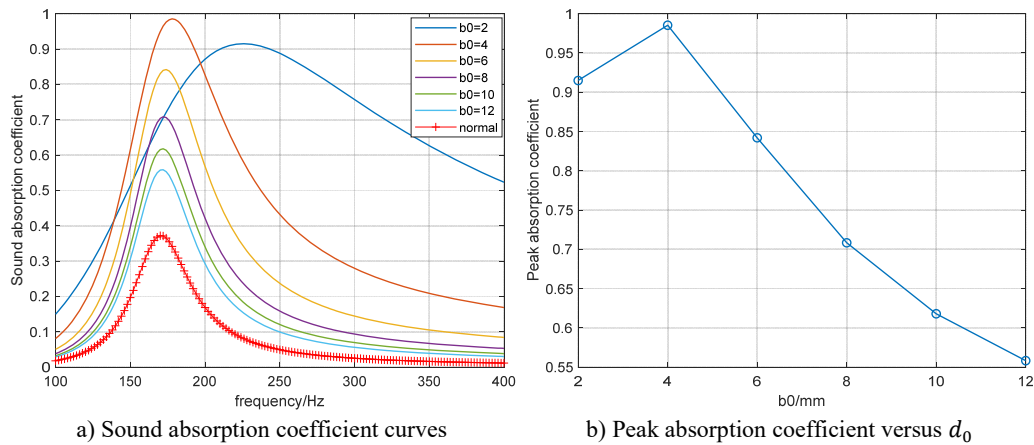 Sound absorption coefficient
1
0.9
0.8
0.7
0.6
0.5
0.4
0.3
0.2
0.1
0
100 150 200 250 300 350 400
frequency/Hz
b0=2
b0=4
b0=6
b0=8
b0=10
b0=12
normal
a) Sound absorption coefficient curves
Peak absorption coefficient
1
0.95
0.9
0.85
0.8
0.75
0.7
0.65
0.6
0.55
2 4 6 8 10 12
b0/mm
b) Peak absorption coefficient versus d₀